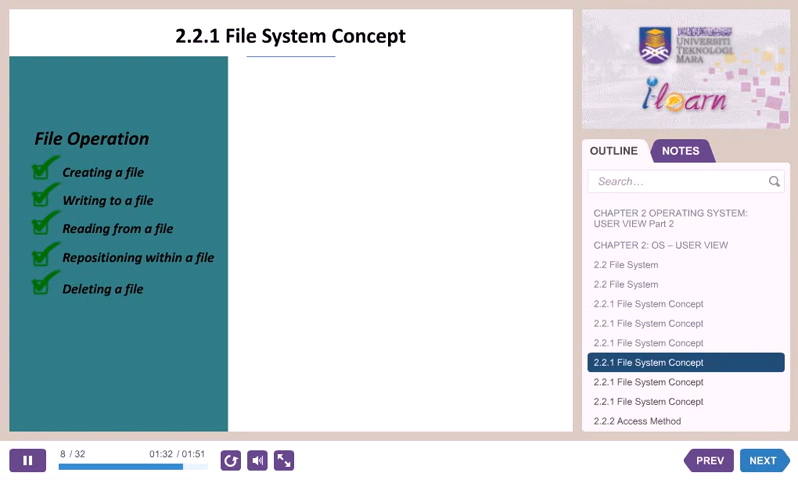 2.2.1 File System Concept
File Operation
Creating a file
Writing to a file
Reading from a file
Repositioning within a file
Deleting a file
UNIVERSITI
TEKNOLOGI
MARA
i-Learn
OUTLINE
NOTES
Search...
CHAPTER 2 OPERATING SYSTEM:
USER VIEW Part 2
CHAPTER 2: OS – USER VIEW
2.2 File System
2.2 File System
2.2.1 File System Concept
2.2.1 File System Concept
2.2.1 File System Concept
2.2.1 File System Concept
2.2.1 File System Concept
2.2.1 File System Concept
2.2.2 Access Method
8 / 32
01:32 / 01:51
PREV
NEXT